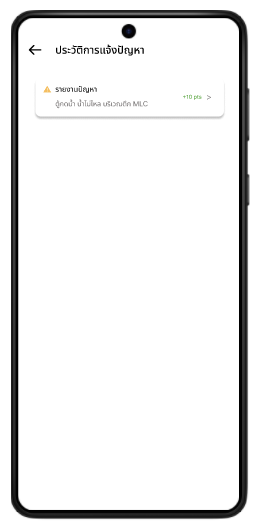 ประวัติการแจ้งปัญหา
รายงานปัญหา
ตู้กดน้ำ น้ำไม่ไหล บริเวณตึก MLC
+10 pts >